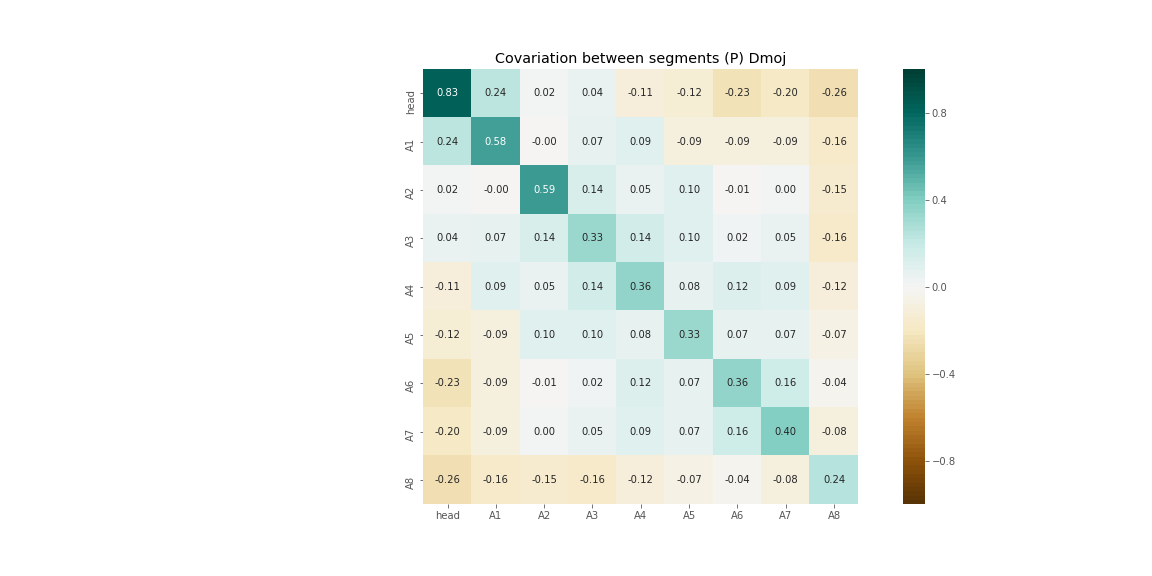 Covariation between segments (P) Dmoj
head 0.83 0.24 0.02 0.04 -0.11 -0.12 -0.23 -0.20 -0.26
A1 0.24 0.58 -0.00 0.07 0.09 -0.09 -0.09 -0.09 -0.16
A2 0.02 -0.00 0.59 0.14 0.05 0.10 -0.01 0.00 -0.15
A3 0.04 0.07 0.14 0.33 0.14 0.10 0.02 0.05 -0.16
A4 -0.11 0.09 0.05 0.14 0.36 0.08 0.12 0.09 -0.12
A5 -0.12 -0.09 0.10 0.10 0.08 0.33 0.07 0.07 -0.07
A6 -0.23 -0.09 -0.01 0.02 0.12 0.07 0.36 0.16 -0.04
A7 -0.20 -0.09 0.00 0.05 0.09 0.07 0.16 0.40 -0.08
A8 -0.26 -0.16 -0.15 -0.16 -0.12 -0.07 -0.04 -0.08 0.24
head A1 A2 A3 A4 A5 A6 A7 A8
0.8
0.4
0.0
−0.4
−0.8